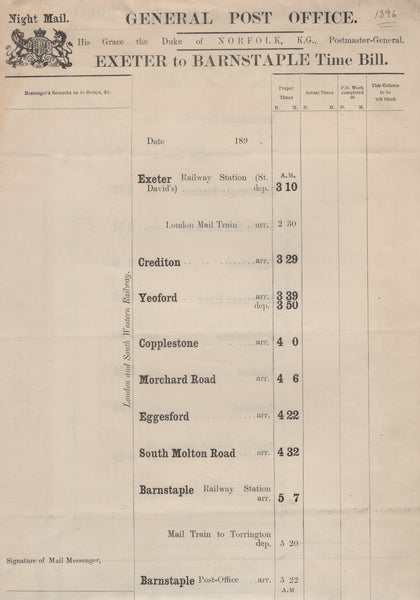 Night Mail. GENERAL POST OFFICE. 1896
His Grace the Duke of NORFOLK, K.G., Postmaster-General.
EXETER to BARNSTAPLE Time Bill.
Messenger's Remarks as to Delays, &c.
Proper Times
H. M.
Actual Times
H. M.
P.O. Work completed at
H. M.
This Column to be left blank
Date 189 .
Exeter Railway Station (St. A.M.
David's) dep. 3 10
London Mail Train arr. 2 50
London and South Western Railway.
Crediton arr. 3 29
Yeoford arr. 3 39
dep. 3 50
Copplestone arr. 4 0
Morchard Road arr. 4 6
Eggesford arr. 4 22
South Molton Road arr. 4 32
Barnstaple Railway Station
arr. 5 7
Mail Train to Torrington
dep. 5 20
Signature of Mail Messenger,
Barnstaple Post-Office arr. 5 22
A.M